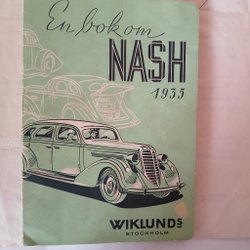 En bok om
NASH
1935
WIKLUNDS
STOCKHOLM